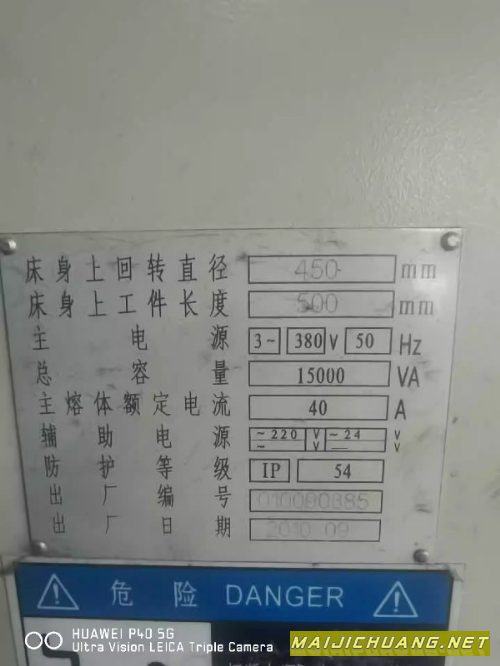 床身上回转直径 450 mm
床身上工件长度 500 mm
主电源 3~ 380 V 50 Hz
总容量 15000 VA
主熔体额定电流 40 A
辅助电源 ~220 V ~24 V
~ V — V
防护等级 IP 54
出厂编号
出厂日期 2010.09
危险 DANGER
HUAWEI P40 5G
Ultra Vision LEICA Triple Camera
MAIJICHUANG.NET